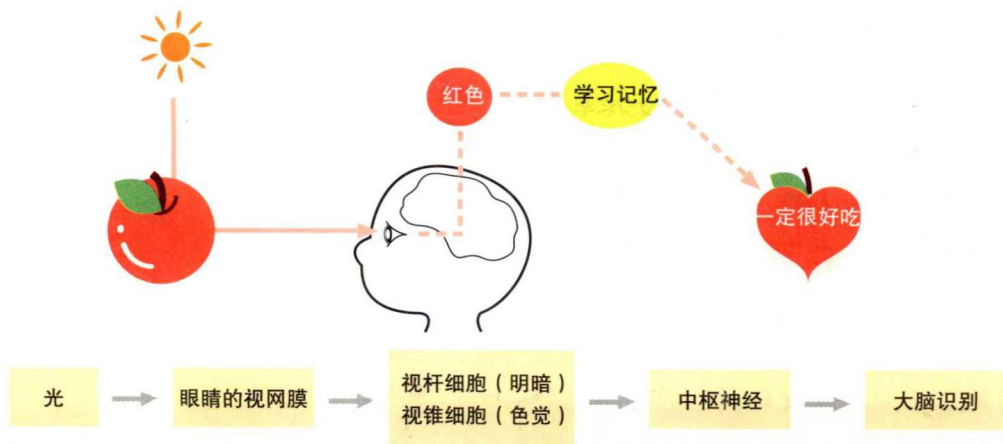 红色
学习记忆
一定很好吃
光
眼睛的视网膜
视杆细胞（明暗）
视锥细胞（色觉）
中枢神经
大脑识别